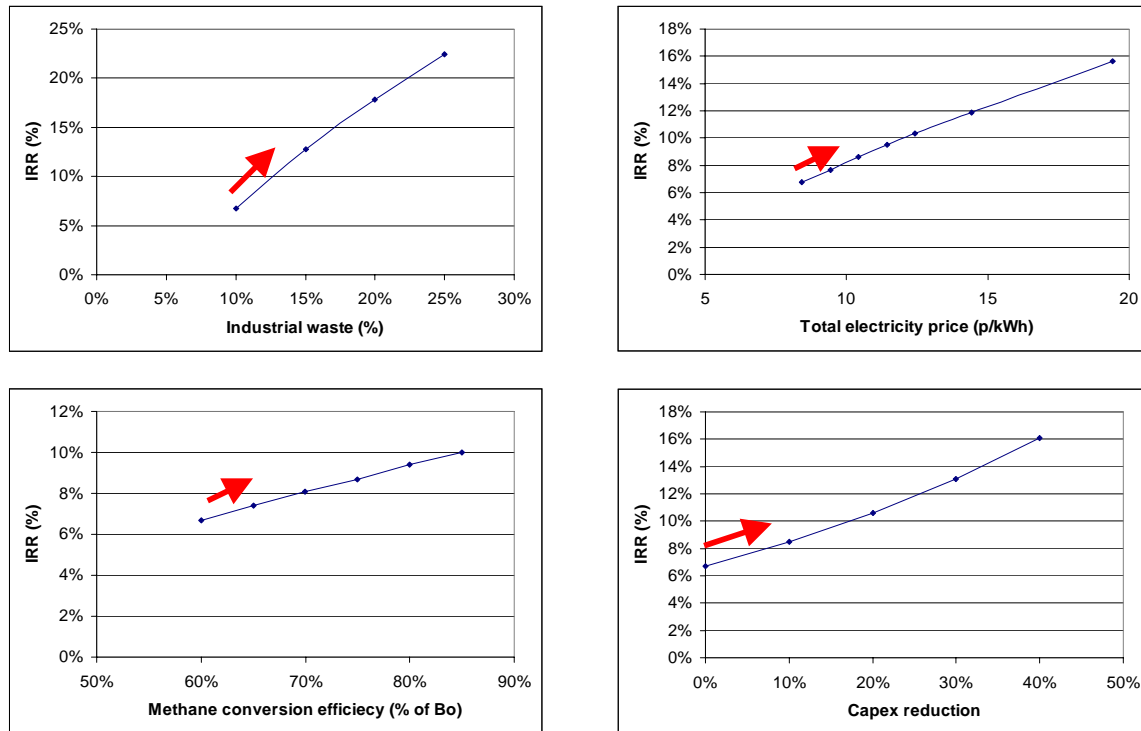 25%
20%
15%
10%
5%
0%
IRR (%)
0% 5% 10% 15% 20% 25% 30%
Industrial waste (%)
18%
16%
14%
12%
10%
8%
6%
4%
2%
0%
IRR (%)
5 10 15 20
Total electricity price (p/kWh)
12%
10%
8%
6%
4%
2%
0%
IRR (%)
50% 60% 70% 80% 90%
Methane conversion efficiecy (% of Bo)
18%
16%
14%
12%
10%
8%
6%
4%
2%
0%
IRR (%)
0% 10% 20% 30% 40% 50%
Capex reduction